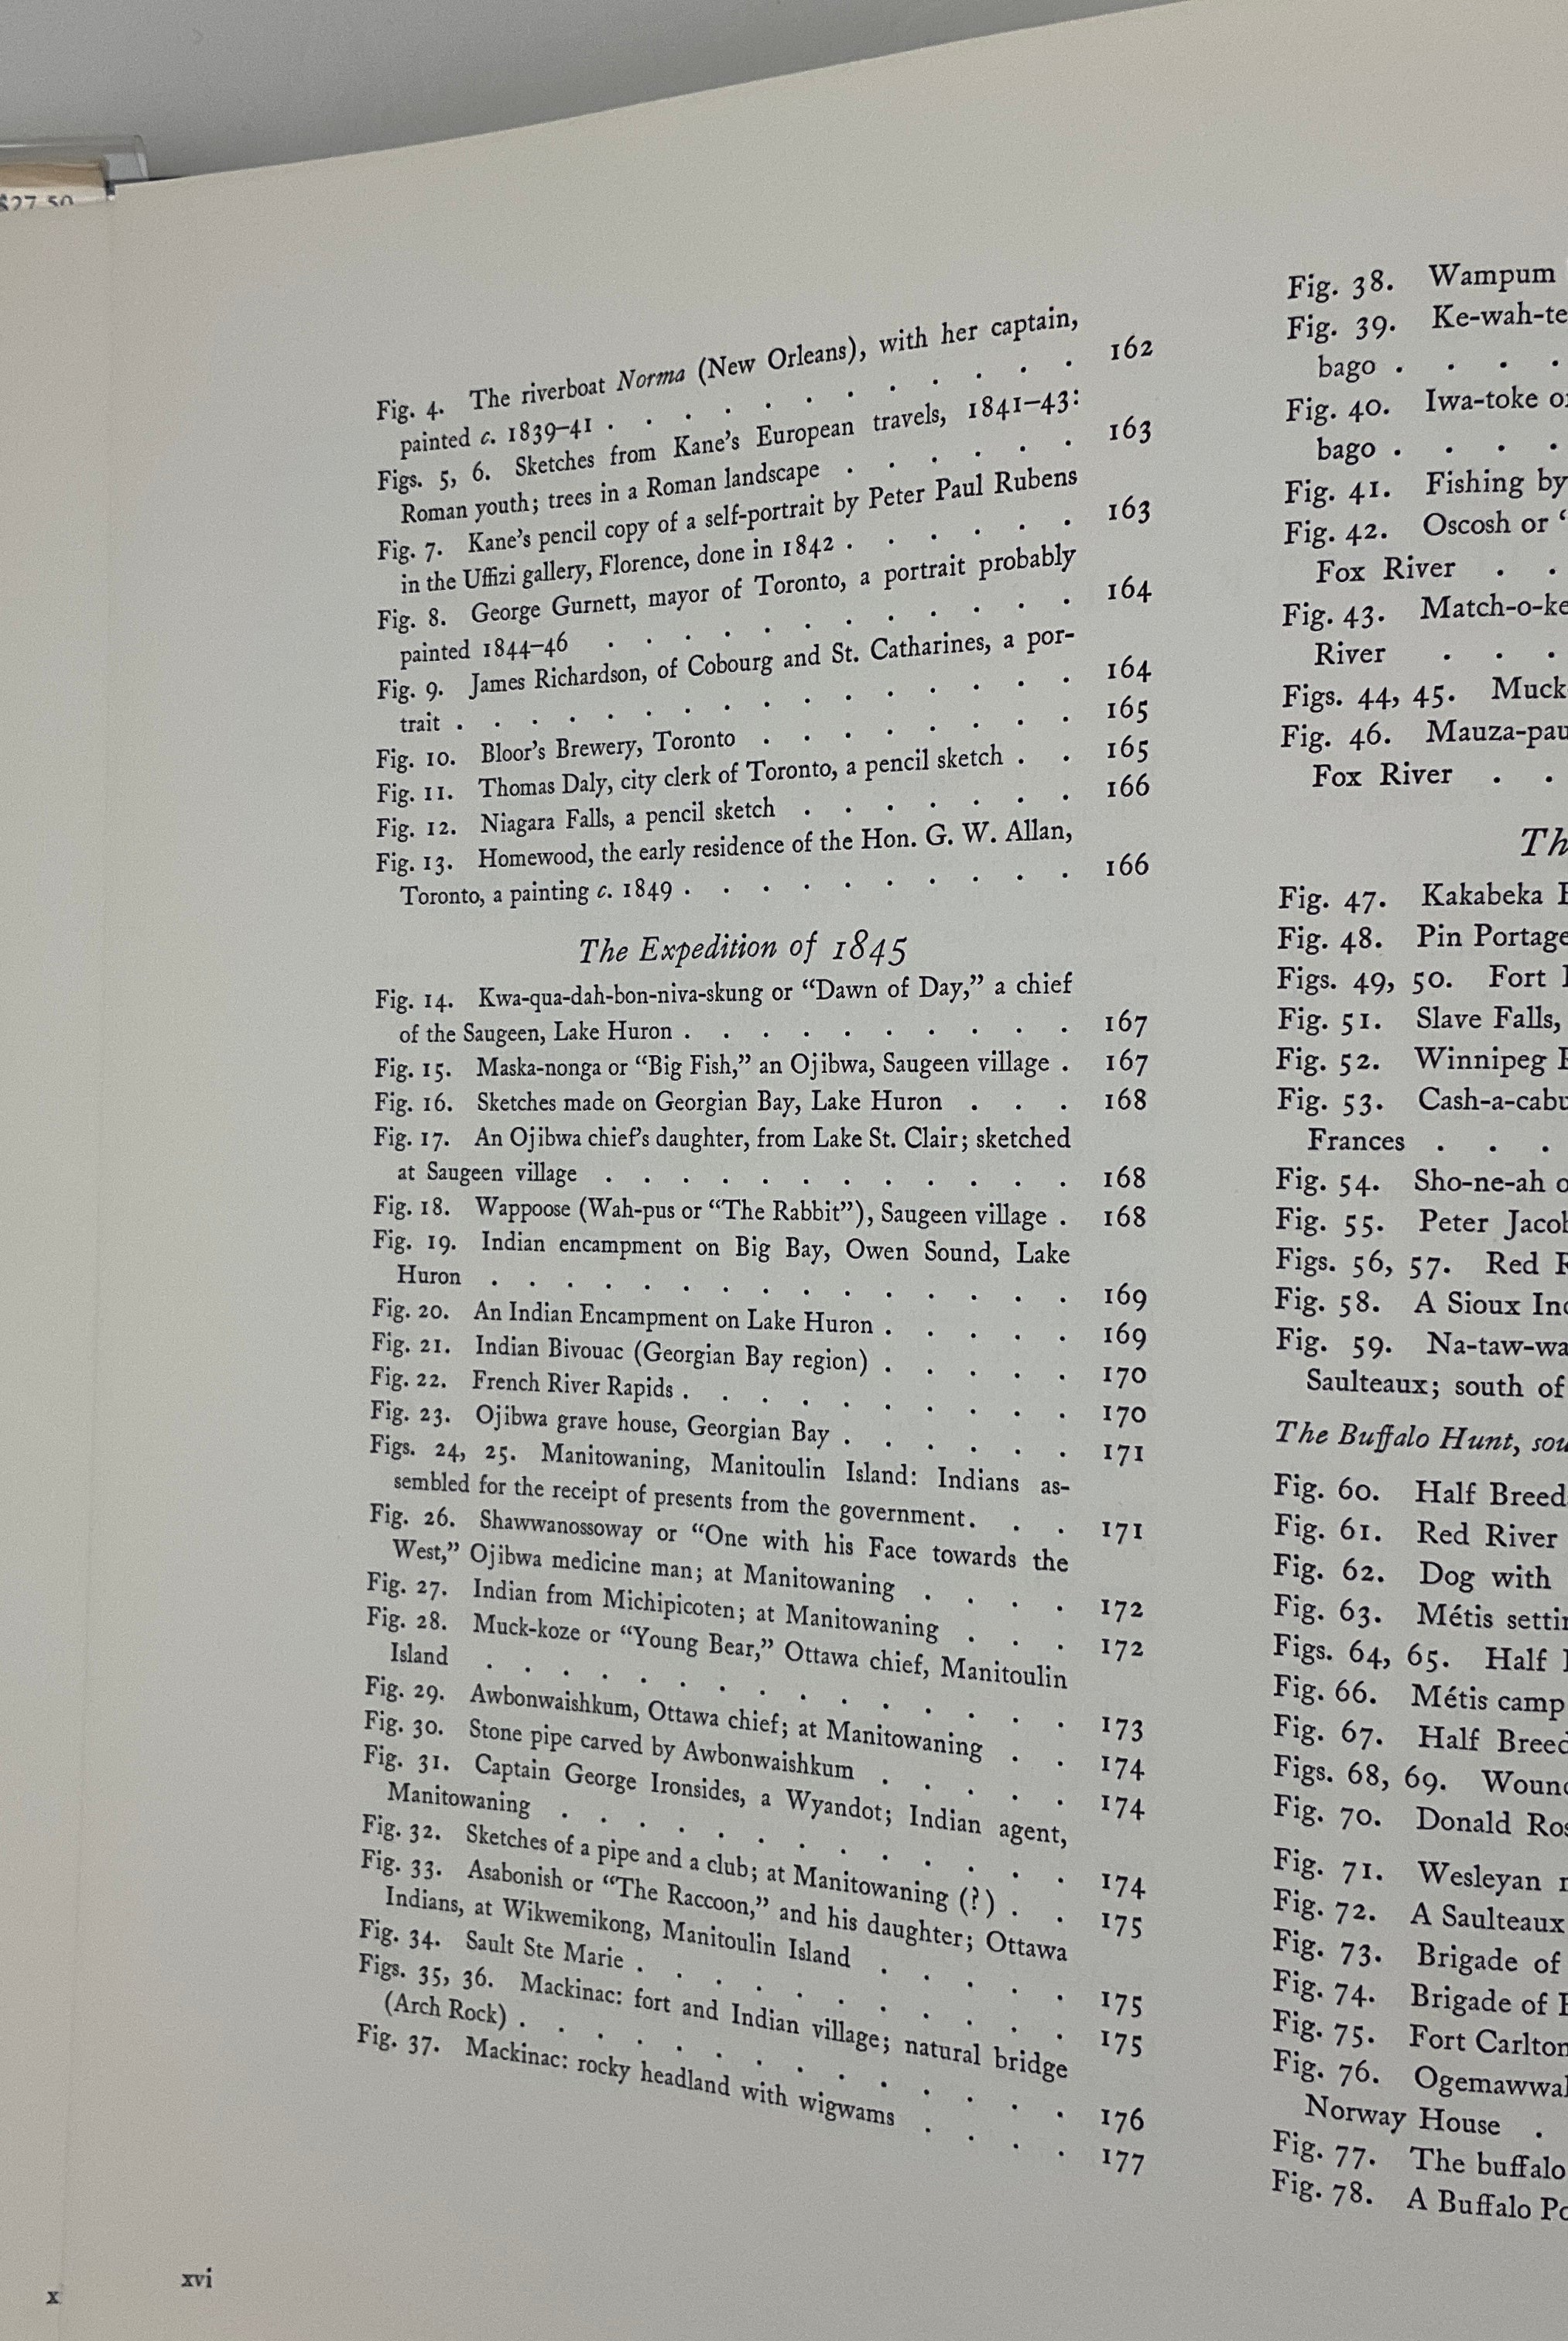 $27.50
Fig. 4. The riverboat Norma (New Orleans), with her captain,
painted c. 1839–41 . . . . . . . . . . 162
Figs. 5, 6. Sketches from Kane's European travels, 1841–43:
Roman youth; trees in a Roman landscape . . . . . . 163
Fig. 7. Kane's pencil copy of a self-portrait by Peter Paul Rubens
in the Uffizi gallery, Florence, done in 1842 . . . . . . 163
Fig. 8. George Gurnett, mayor of Toronto, a portrait probably
painted 1844–46 . . . . . . . . . . . 164
Fig. 9. James Richardson, of Cobourg and St. Catharines, a por-
trait . . . . . . . . . . . . . . 164
Fig. 10. Bloor's Brewery, Toronto . . . . . . . 165
Fig. 11. Thomas Daly, city clerk of Toronto, a pencil sketch . . 165
Fig. 12. Niagara Falls, a pencil sketch . . . . . . . 166
Fig. 13. Homewood, the early residence of the Hon. G. W. Allan,
Toronto, a painting c. 1849 . . . . . . . . . . 166
The Expedition of 1845
Fig. 14. Kwa-qua-dah-bon-niva-skung or “Dawn of Day,” a chief
of the Saugeen, Lake Huron . . . . . . . . . . 167
Fig. 15. Maska-nonga or “Big Fish,” an Ojibwa, Saugeen village . 167
Fig. 16. Sketches made on Georgian Bay, Lake Huron . . . 168
Fig. 17. An Ojibwa chief's daughter, from Lake St. Clair; sketched
at Saugeen village . . . . . . . . . . . . 168
Fig. 18. Wappoose (Wah-pus or “The Rabbit”), Saugeen village . 168
Fig. 19. Indian encampment on Big Bay, Owen Sound, Lake
Huron . . . . . . . . . . . . . . 169
Fig. 20. An Indian Encampment on Lake Huron . . . . . 169
Fig. 21. Indian Bivouac (Georgian Bay region) . . . . . 170
Fig. 22. French River Rapids . . . . . . . . . . 170
Fig. 23. Ojibwa grave house, Georgian Bay . . . . . . 171
Figs. 24, 25. Manitowaning, Manitoulin Island: Indians as-
sembled for the receipt of presents from the government . . . 171
Fig. 26. Shawwanossoway or “One with his Face towards the
West,” Ojibwa medicine man; at Manitowaning . . . . 172
Fig. 27. Indian from Michipicoten; at Manitowaning . . . 172
Fig. 28. Muck-koze or “Young Bear,” Ottawa chief, Manitoulin
Island . . . . . . . . . . . . . . 173
Fig. 29. Awbonwaishkum, Ottawa chief; at Manitowaning . . 174
Fig. 30. Stone pipe carved by Awbonwaishkum . . . . . 174
Fig. 31. Captain George Ironsides, a Wyandot; Indian agent,
Manitowaning . . . . . . . . . . . . 174
Fig. 32. Sketches of a pipe and a club; at Manitowaning (?) . . 175
Fig. 33. Asabonish or “The Raccoon,” and his daughter; Ottawa
Indians, at Wikwemikong, Manitoulin Island . . . . . 175
Fig. 34. Sault Ste Marie . . . . . . . . . . . 175
Figs. 35, 36. Mackinac: fort and Indian village; natural bridge
(Arch Rock) . . . . . . . . . . . . . 176
Fig. 37. Mackinac: rocky headland with wigwams . . . . 177
xvi
x
Fig. 38. Wampum
Fig. 39. Ke-wah-te
bago . . . .
Fig. 40. Iwa-toke o
bago . . . .
Fig. 41. Fishing by
Fig. 42. Oscosh or ‘
Fox River . .
Fig. 43. Match-o-ke
River . . .
Figs. 44, 45. Muck
Fig. 46. Mauza-pau
Fox River . .
Th
Fig. 47. Kakabeka F
Fig. 48. Pin Portage
Figs. 49, 50. Fort
Fig. 51. Slave Falls,
Fig. 52. Winnipeg
Fig. 53. Cash-a-cabu
Frances . . .
Fig. 54. Sho-ne-ah o
Fig. 55. Peter Jacob
Figs. 56, 57. Red R
Fig. 58. A Sioux Ind
Fig. 59. Na-taw-wa
Saulteaux; south of
The Buffalo Hunt, sou
Fig. 60. Half Breed
Fig. 61. Red River
Fig. 62. Dog with
Fig. 63. Métis settin
Figs. 64, 65. Half
Fig. 66. Métis camp
Fig. 67. Half Breed
Figs. 68, 69. Wound
Fig. 70. Donald Ros
Fig. 71. Wesleyan
Fig. 72. A Saulteaux
Fig. 73. Brigade of
Fig. 74. Brigade of B
Fig. 75. Fort Carlton
Fig. 76. Ogemawwah
Norway House .
Fig. 77. The buffalo
Fig. 78. A Buffalo Po